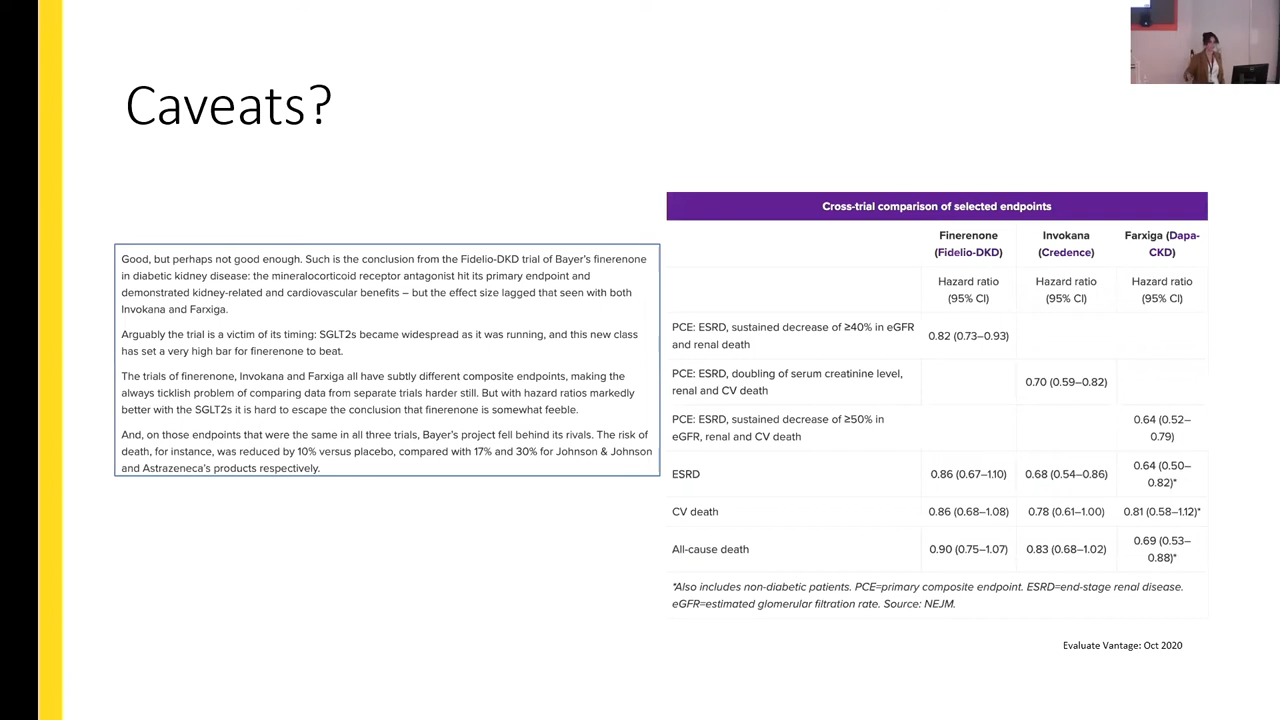 Caveats?
Good, but perhaps not good enough. Such is the conclusion from the Fidelio-DKD trial of Bayer's finerenone
in diabetic kidney disease: the mineralocorticoid receptor antagonist hit its primary endpoint and
demonstrated kidney-related and cardiovascular benefits – but the effect size lagged that seen with both
Invokana and Farxiga.
Arguably the trial is a victim of its timing: SGLT2s became widespread as it was running, and this new class
has set a very high bar for finerenone to beat.
The trials of finerenone, Invokana and Farxiga all have subtly different composite endpoints, making the
always ticklish problem of comparing data from separate trials harder still. But with hazard ratios markedly
better with the SGLT2s it is hard to escape the conclusion that finerenone is somewhat feeble.
And, on those endpoints that were the same in all three trials, Bayer's project fell behind its rivals. The risk of
death, for instance, was reduced by 10% versus placebo, compared with 17% and 30% for Johnson & Johnson
and Astrazeneca's products respectively.
Cross-trial comparison of selected endpoints
Finerenone (Fidelio-DKD) Invokana (Credence) Farxiga (Dapa-CKD)
Hazard ratio (95% CI) Hazard ratio (95% CI) Hazard ratio (95% CI)
PCE: ESRD, sustained decrease of ≥40% in eGFR
and renal death 0.82 (0.73–0.93)
PCE: ESRD, doubling of serum creatinine level,
renal and CV death 0.70 (0.59–0.82)
PCE: ESRD, sustained decrease of ≥50% in
eGFR, renal and CV death 0.64 (0.52–0.79)
ESRD 0.86 (0.67–1.10) 0.68 (0.54–0.86) 0.64 (0.50–0.82)*
CV death 0.86 (0.68–1.08) 0.78 (0.61–1.00) 0.81 (0.58–1.12)*
All-cause death 0.90 (0.75–1.07) 0.83 (0.68–1.02) 0.69 (0.53–0.88)*
*Also includes non-diabetic patients. PCE=primary composite endpoint. ESRD=end-stage renal disease.
eGFR=estimated glomerular filtration rate. Source: NEJM.
Evaluate Vantage: Oct 2020